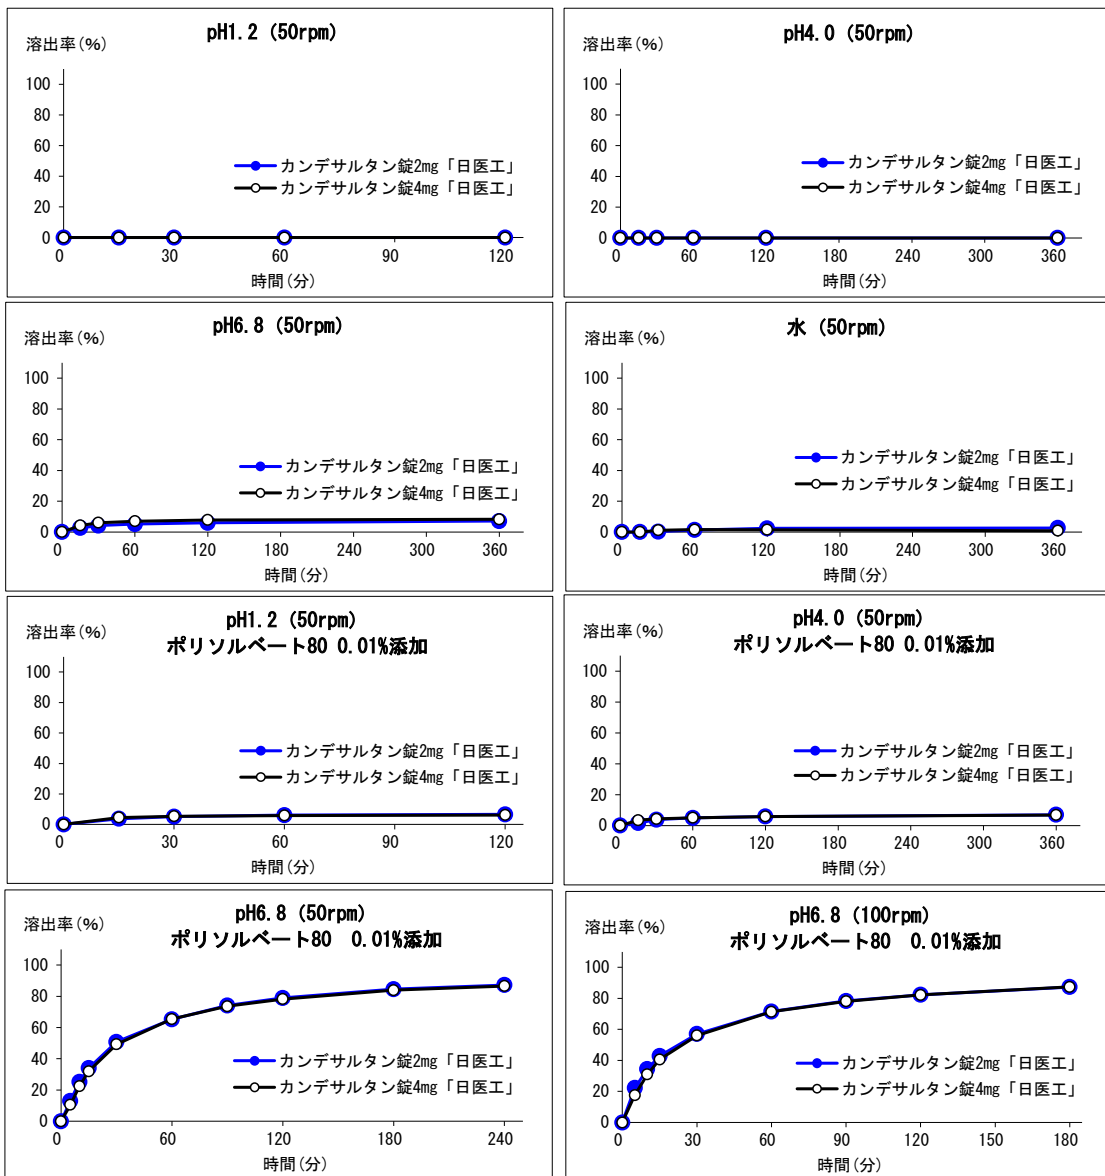 pH1.2 (50rpm)
溶出率(%)
100
80
60
40
20
0
カンデサルタン錠2mg「日医工」
カンデサルタン錠4mg「日医工」
0 30 60 90 120
時間(分)
pH4.0 (50rpm)
溶出率(%)
100
80
60
40
20
0
カンデサルタン錠2mg「日医工」
カンデサルタン錠4mg「日医工」
0 60 120 180 240 300 360
時間(分)
pH6.8 (50rpm)
溶出率(%)
100
80
60
40
20
0
カンデサルタン錠2mg「日医工」
カンデサルタン錠4mg「日医工」
0 60 120 180 240 300 360
時間(分)
水 (50rpm)
溶出率(%)
100
80
60
40
20
0
カンデサルタン錠2mg「日医工」
カンデサルタン錠4mg「日医工」
0 60 120 180 240 300 360
時間(分)
pH1.2 (50rpm)
ポリソルベート80 0.01%添加
溶出率(%)
100
80
60
40
20
0
カンデサルタン錠2mg「日医工」
カンデサルタン錠4mg「日医工」
0 30 60 90 120
時間(分)
pH4.0 (50rpm)
ポリソルベート80 0.01%添加
溶出率(%)
100
80
60
40
20
0
カンデサルタン錠2mg「日医工」
カンデサルタン錠4mg「日医工」
0 60 120 180 240 300 360
時間(分)
pH6.8 (50rpm)
ポリソルベート80 0.01%添加
溶出率(%)
100
80
60
40
20
0
カンデサルタン錠2mg「日医工」
カンデサルタン錠4mg「日医工」
0 60 120 180 240
時間(分)
pH6.8 (100rpm)
ポリソルベート80 0.01%添加
溶出率(%)
100
80
60
40
20
0
カンデサルタン錠2mg「日医工」
カンデサルタン錠4mg「日医工」
0 30 60 90 120 150 180
時間(分)